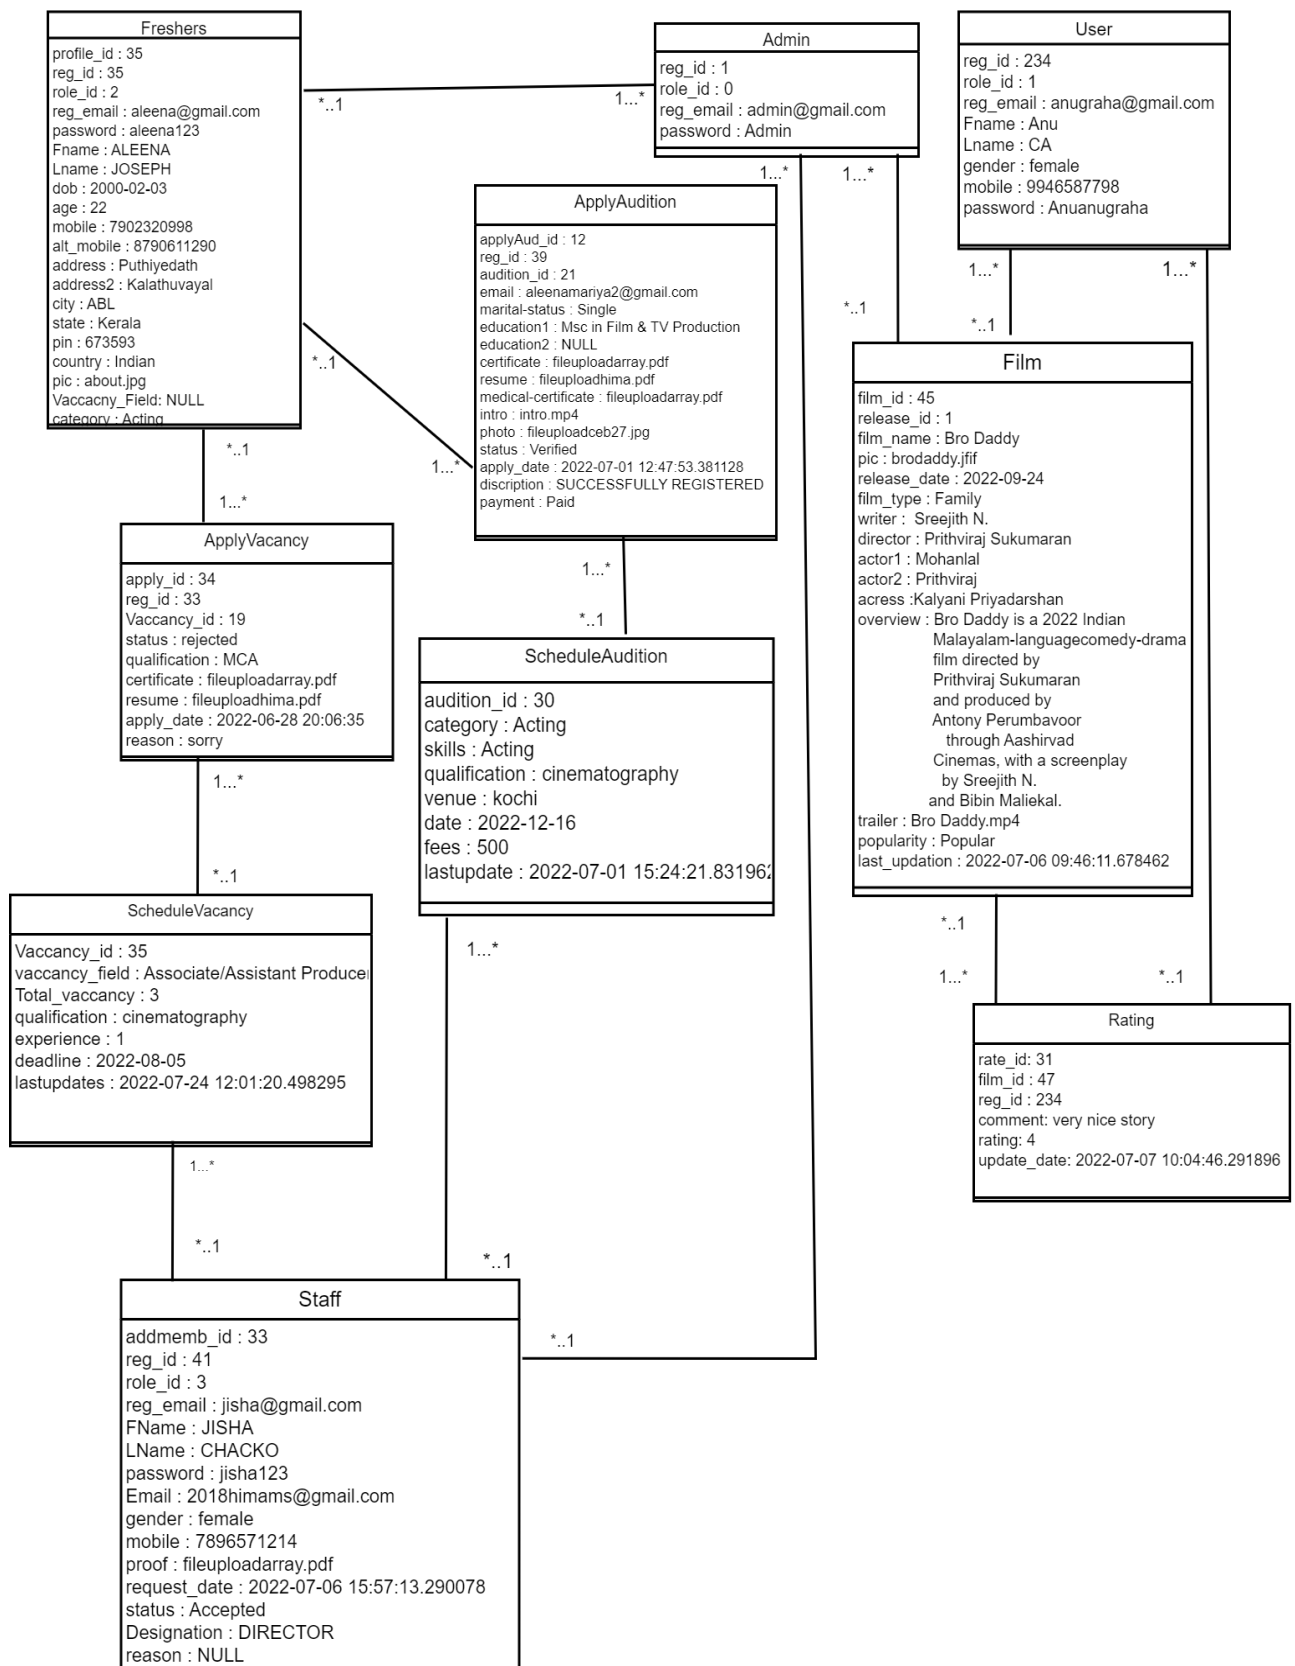 Freshers
profile_id : 35
reg_id : 35
role_id : 2
reg_email : aleena@gmail.com
password : aleena123
Fname : ALEENA
Lname : JOSEPH
dob : 2000-02-03
age : 22
mobile : 7902320998
alt_mobile : 8790611290
address : Puthiyedath
address2 : Kalathuvayal
city : ABL
state : Kerala
pin : 673593
country : Indian
pic : about.jpg
Vaccacny_Field: NULL
category : Acting
*..1
1...*
Admin
reg_id : 1
role_id : 0
reg_email : admin@gmail.com
password : Admin
1...*
1...*
User
reg_id : 234
role_id : 1
reg_email : anugraha@gmail.com
Fname : Anu
Lname : CA
gender : female
mobile : 9946587798
password : Anuanugraha
1...*
1...*
*..1
*..1
*..1
1...*
ApplyAudition
applyAud_id : 12
reg_id : 39
audition_id : 21
email : aleenamariya2@gmail.com
marital-status : Single
education1 : Msc in Film & TV Production
education2 : NULL
certificate : fileuploadarray.pdf
resume : fileuploadhima.pdf
medical-certificate : fileuploadarray.pdf
intro : intro.mp4
photo : fileuploadceb27.jpg
status : Verified
apply_date : 2022-07-01 12:47:53.381128
discription : SUCCESSFULLY REGISTERED
payment : Paid
Film
film_id : 45
release_id : 1
film_name : Bro Daddy
pic : brodaddy.jfif
release_date : 2022-09-24
film_type : Family
writer : Sreejith N.
director : Prithviraj Sukumaran
actor1 : Mohanlal
actor2 : Prithviraj
acress :Kalyani Priyadarshan
overview : Bro Daddy is a 2022 Indian
Malayalam-languagecomedy-drama
film directed by
Prithviraj Sukumaran
and produced by
Antony Perumbavoor
through Aashirvad
Cinemas, with a screenplay
by Sreejith N.
and Bibin Maliekal.
trailer : Bro Daddy.mp4
popularity : Popular
last_updation : 2022-07-06 09:46:11.678462
*..1
1...*
ApplyVacancy
apply_id : 34
reg_id : 33
Vaccancy_id : 19
status : rejected
qualification : MCA
certificate : fileuploadarray.pdf
resume : fileuploadhima.pdf
apply_date : 2022-06-28 20:06:35
reason : sorry
1...*
*..1
1...*
*..1
ScheduleAudition
audition_id : 30
category : Acting
skills : Acting
qualification : cinematography
venue : kochi
date : 2022-12-16
fees : 500
lastupdate : 2022-07-01 15:24:21.831962
1...*
*..1
ScheduleVacancy
Vaccancy_id : 35
vaccancy_field : Associate/Assistant Producer
Total_vaccancy : 3
qualification : cinematography
experience : 1
deadline : 2022-08-05
lastupdates : 2022-07-24 12:01:20.498295
1...*
*..1
*..1
1...*
*..1
Rating
rate_id: 31
film_id : 47
reg_id : 234
comment: very nice story
rating: 4
update_date: 2022-07-07 10:04:46.291896
*..1
Staff
addmemb_id : 33
reg_id : 41
role_id : 3
reg_email : jisha@gmail.com
FName : JISHA
LName : CHACKO
password : jisha123
Email : 2018himams@gmail.com
gender : female
mobile : 7896571214
proof : fileuploadarray.pdf
request_date : 2022-07-06 15:57:13.290078
status : Accepted
Designation : DIRECTOR
reason : NULL